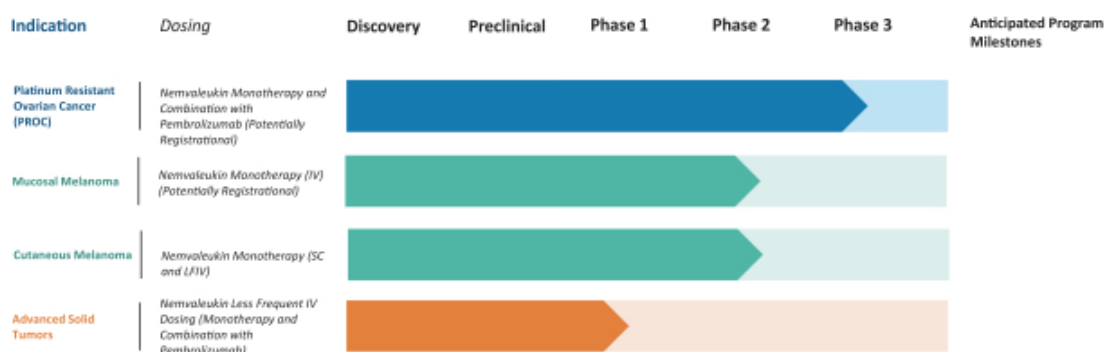 Indication Dosing Discovery Preclinical Phase 1 Phase 2 Phase 3 Anticipated Program
Milestones
Platinum Resistant
Ovarian Cancer
(PROC)
Nemvaleukin Monotherapy and
Combination with
Pembrolizumab (Potentially
Registrational)
Mucosal Melanoma
Nemvaleukin Monotherapy (IV)
(Potentially Registrational)
Cutaneous Melanoma
Nemvaleukin Monotherapy (SC
and LFIV)
Advanced Solid
Tumors
Nemvaleukin Less Frequent IV
Dosing (Monotherapy and
Combination with
Pembrolizumab)